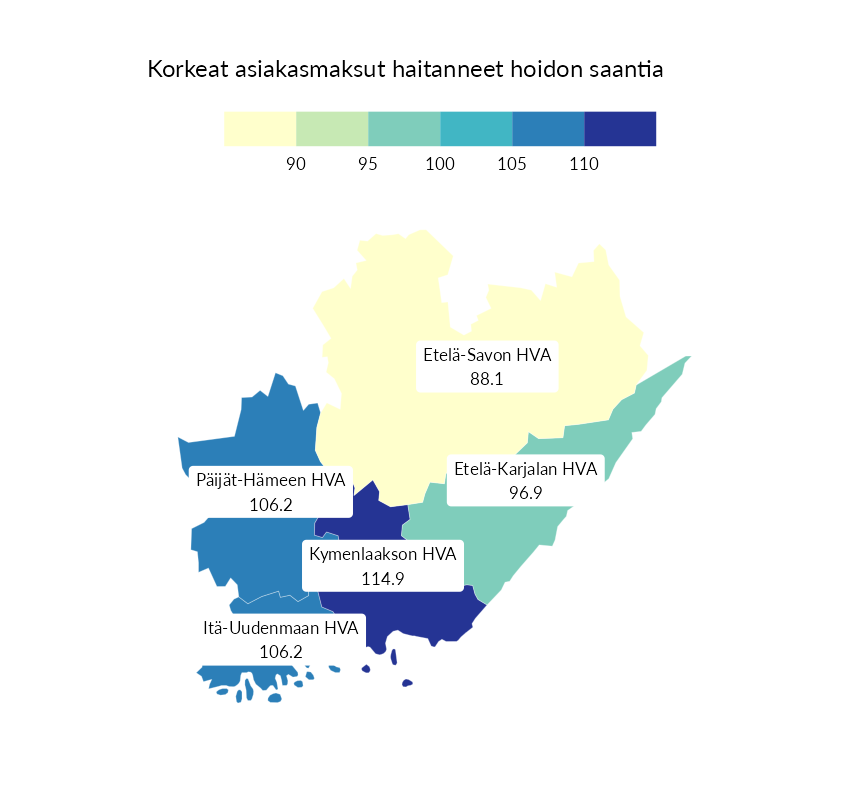 Korkeat asiakasmaksut haitanneet hoidon saantia
90 95 100 105 110
Etelä-Savon HVA
88.1
Etelä-Karjalan HVA
96.9
Päijät-Hämeen HVA
106.2
Kymenlaakson HVA
114.9
Itä-Uudenmaan HVA
106.2